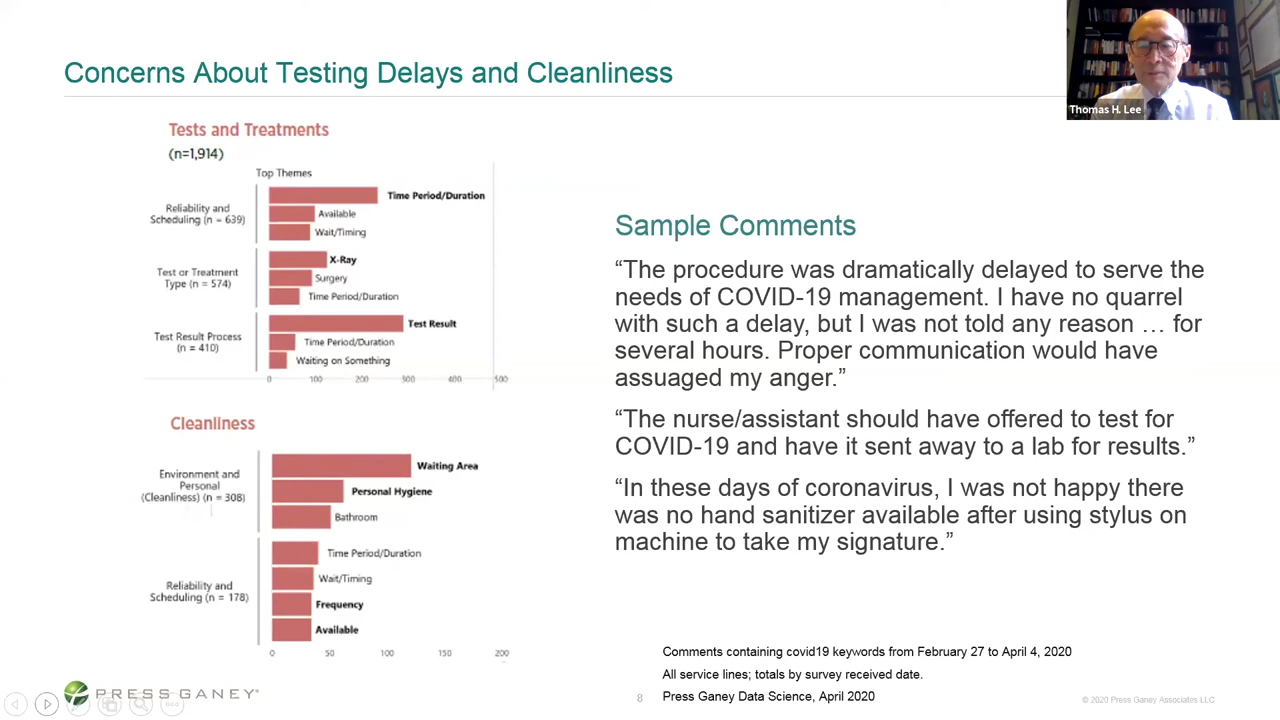 Concerns About Testing Delays and Cleanliness
Thomas H. Lee
Tests and Treatments
(n=1,914)
Top Themes
Reliability and
Scheduling (n = 639)
Time Period/Duration
Available
Wait/Timing
Test or Treatment
Type (n = 574)
X-Ray
Surgery
Time Period/Duration
Test Result Process
(n = 410)
Test Result
Time Period/Duration
Waiting on Something
0 100 200 300 400 500
Cleanliness
Environment and
Personal
(Cleanliness) (n = 308)
Waiting Area
Personal Hygiene
Bathroom
Reliability and
Scheduling (n = 178)
Time Period/Duration
Wait/Timing
Frequency
Available
0 50 100 150 200
Sample Comments
“The procedure was dramatically delayed to serve the
needs of COVID-19 management. I have no quarrel
with such a delay, but I was not told any reason … for
several hours. Proper communication would have
assuaged my anger.”
“The nurse/assistant should have offered to test for
COVID-19 and have it sent away to a lab for results.”
“In these days of coronavirus, I was not happy there
was no hand sanitizer available after using stylus on
machine to take my signature.”
Comments containing covid19 keywords from February 27 to April 4, 2020
All service lines; totals by survey received date.
Press Ganey Data Science, April 2020
PRESS GANEY®
8
© 2020 Press Ganey Associates LLC